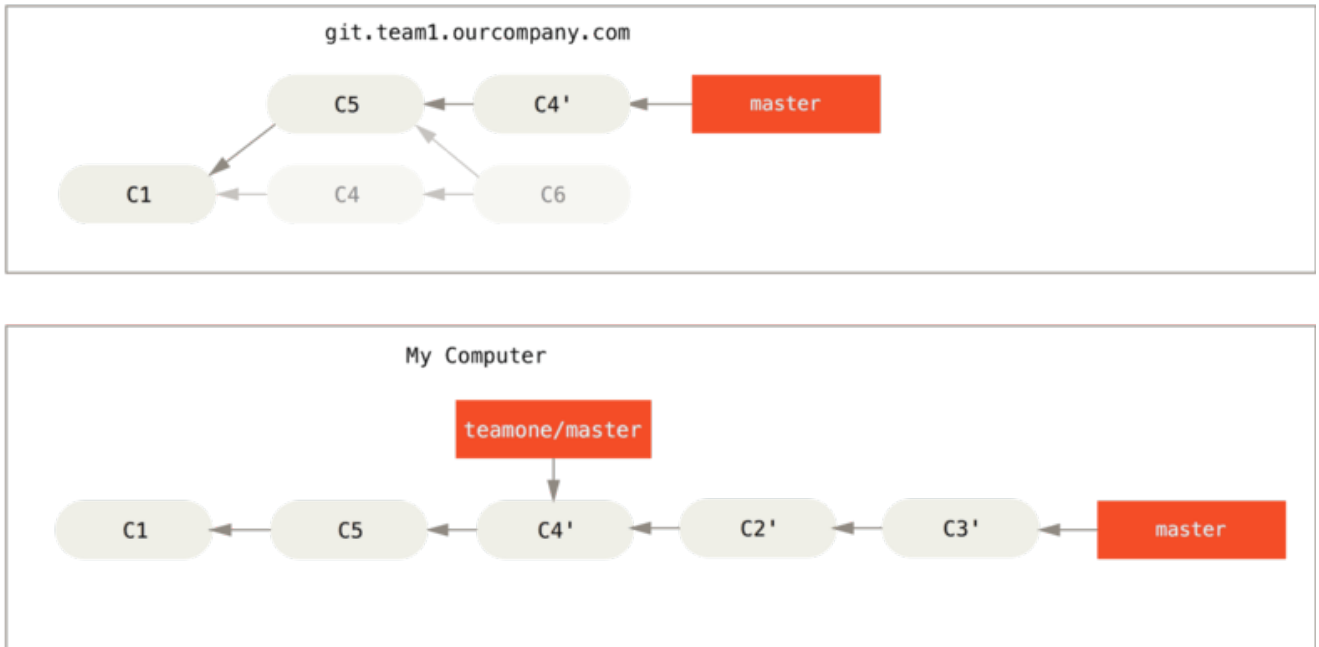 git.team1.ourcompany.com
C5
C4'
master
C1
C4
C6
My Computer
teamone/master
C1
C5
C4'
C2'
C3'
master